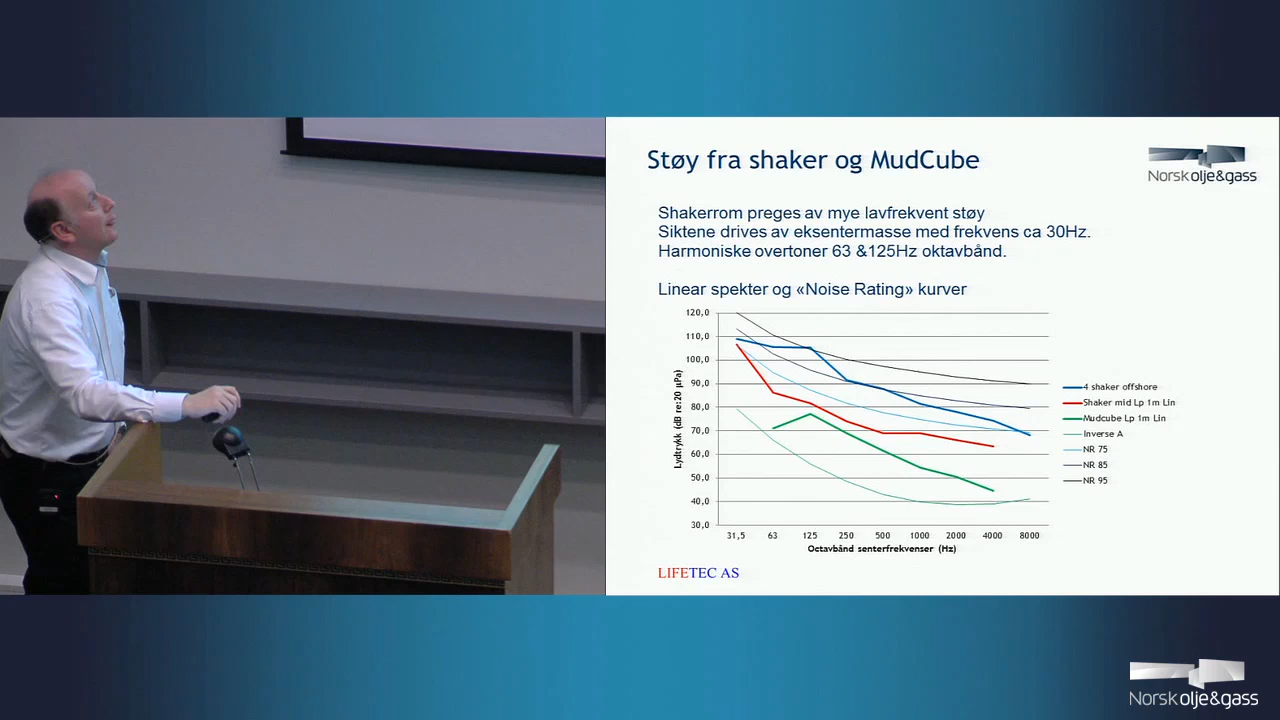 Støy fra shaker og MudCube
Norskolje&gass
Shakerrom preges av mye lavfrekvent støy
Siktene drives av eksentermasse med frekvens ca 30Hz.
Harmoniske overtoner 63 &125Hz oktavbånd.
Linear spekter og «Noise Rating» kurver
120,0
110,0
100,0
90,0
80,0
70,0
60,0
50,0
40,0
30,0
Lydtrykk (dB re:20 µPa)
31,5 63 125 250 500 1000 2000 4000 8000
Octavbånd senterfrekvenser (Hz)
4 shaker offshore
Shaker mid Lp 1m Lin
Mudcube Lp 1m Lin
Inverse A
NR 75
NR 85
NR 95
LIFETEC AS
Norskolje&gass